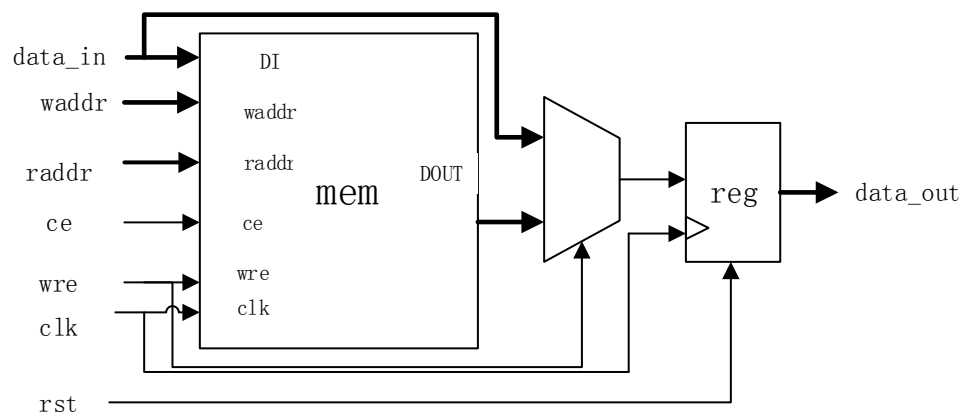 data_in
waddr
raddr
ce
wre
clk
rst
DI
waddr
raddr
mem
DOUT
ce
wre
clk
reg
data_out